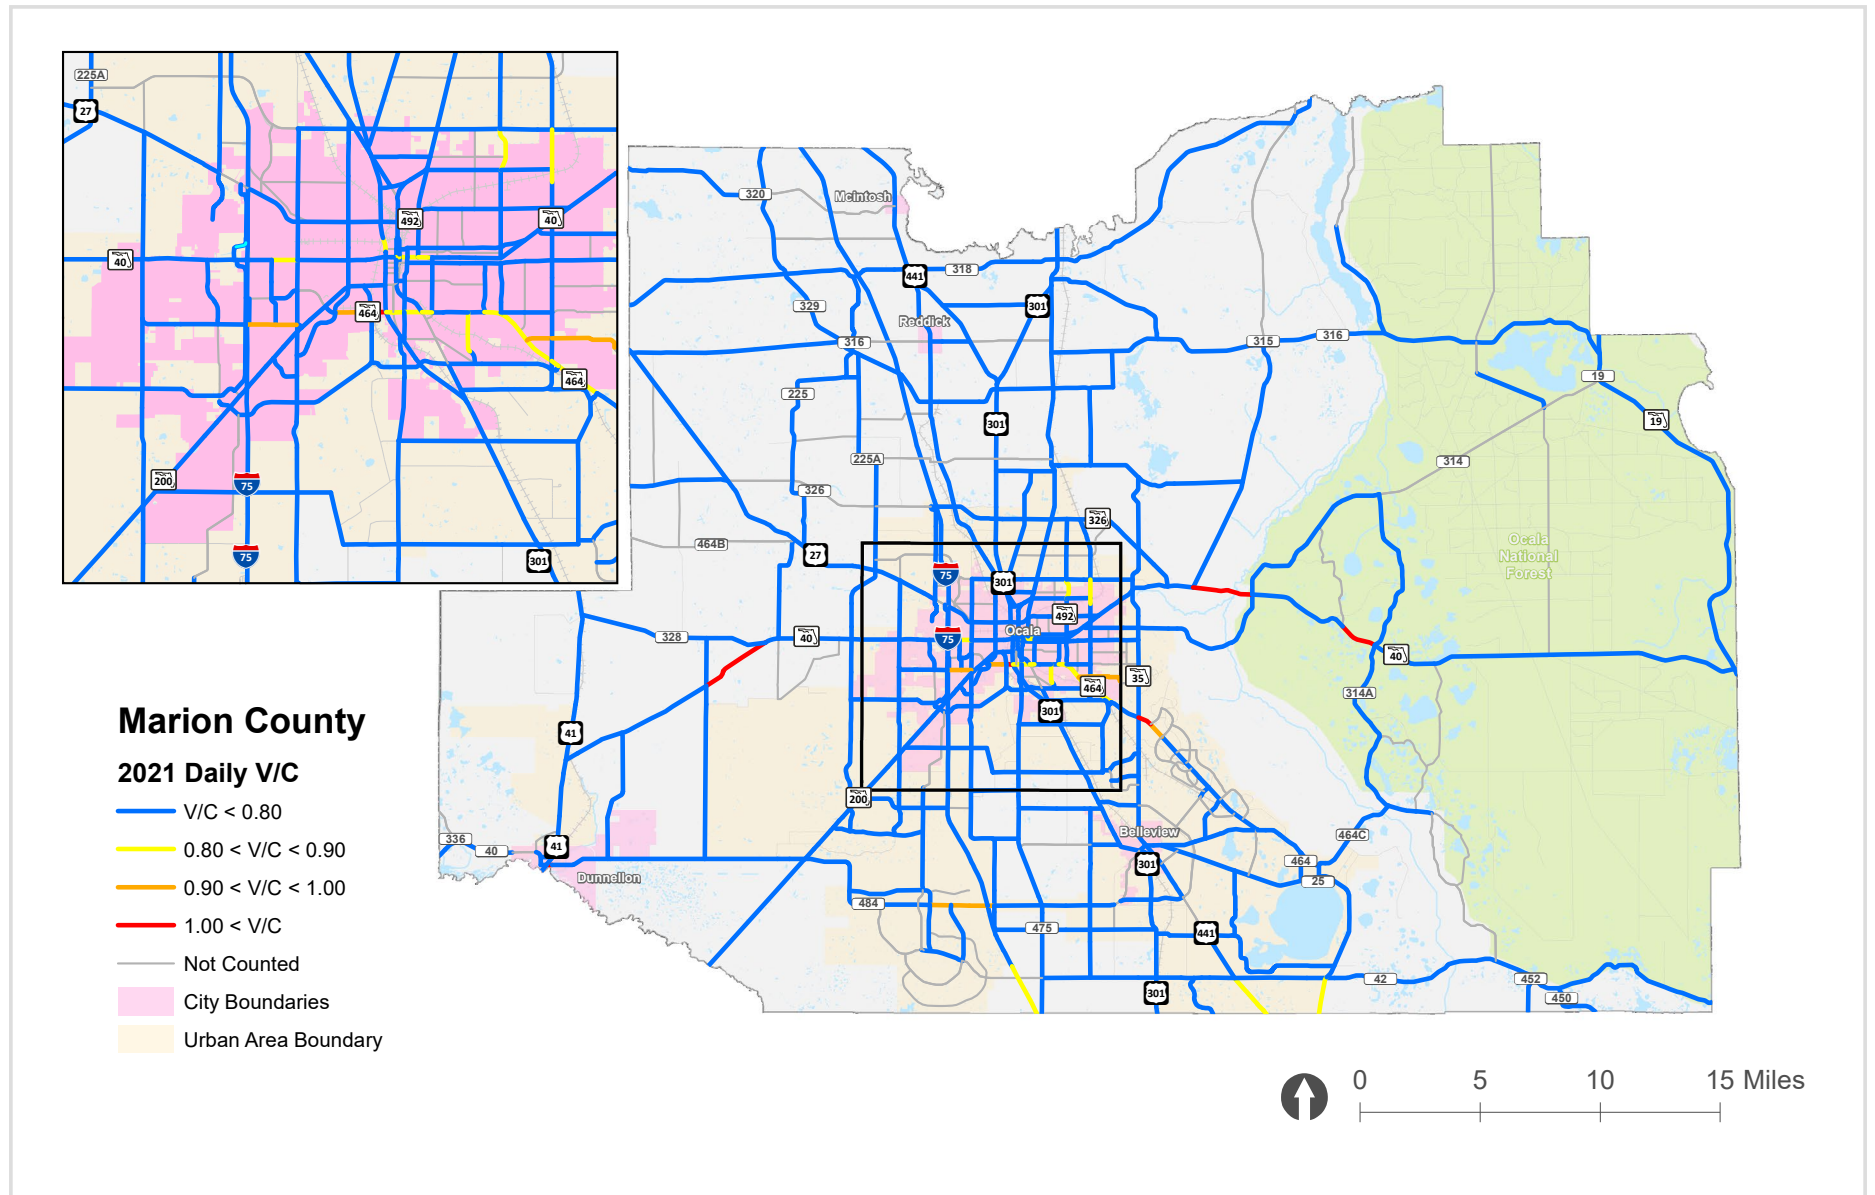 225A
27
492
40
40
464
464
200
75
75
301
320
McIntosh
441
318
329
301
Reddick
316
315
316
19
225
19
301
225A
314
326
326
464B
27
Ocala
National
Forest
75
301
492
328
40
75
Ocala
40
35
464
314A
301
41
200
336
40
41
Belleview
464C
301
464
Dunnellon
25
484
475
441
42
452
301
450
Marion County
2021 Daily V/C
V/C < 0.80
0.80 < V/C < 0.90
0.90 < V/C < 1.00
1.00 < V/C
Not Counted
City Boundaries
Urban Area Boundary
0 5 10 15 Miles